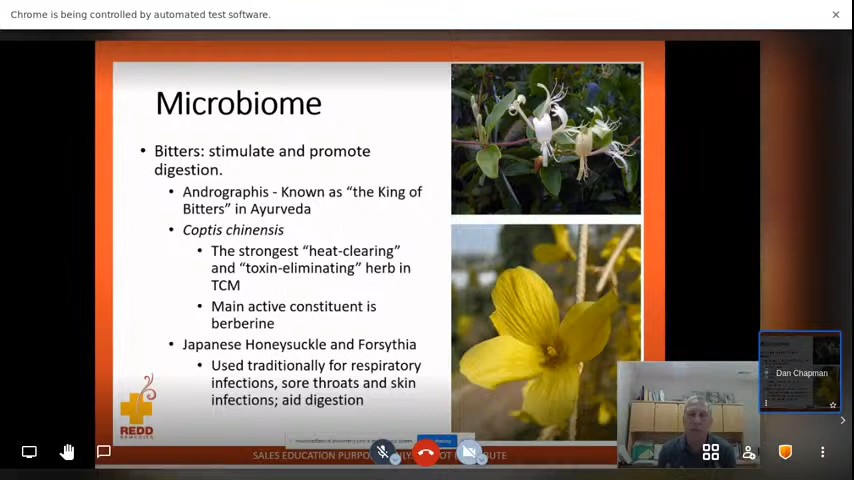 Chrome is being controlled by automated test software.
Microbiome
• Bitters: stimulate and promote
digestion.
• Andrographis - Known as “the King of
Bitters” in Ayurveda
• Coptis chinensis
• The strongest “heat-clearing”
and “toxin-eliminating” herb in
TCM
• Main active constituent is
berberine
• Japanese Honeysuckle and Forsythia
• Used traditionally for respiratory
infections, sore throats and skin
infections; aid digestion
REDD
REMEDIES
SALES EDUCATION
Dan Chapman